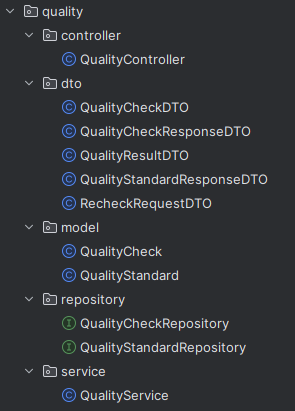 quality
controller
QualityController
dto
QualityCheckDTO
QualityCheckResponseDTO
QualityResultDTO
QualityStandardResponseDTO
RecheckRequestDTO
model
QualityCheck
QualityStandard
repository
QualityCheckRepository
QualityStandardRepository
service
QualityService